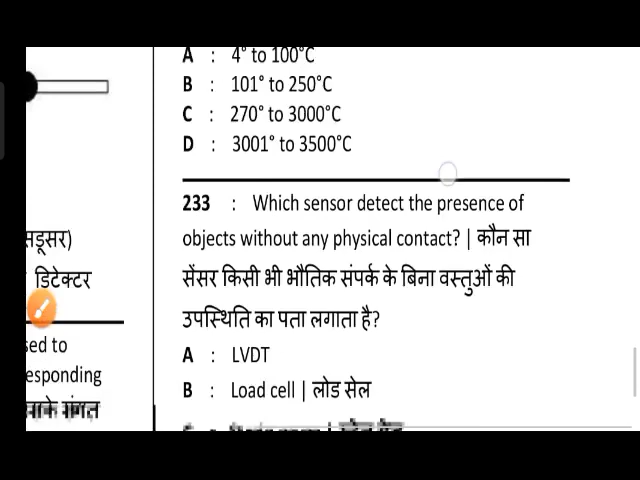 A : 4° to 100°C
B : 101° to 250°C
C : 270° to 3000°C
D : 3001° to 3500°C
233 : Which sensor detect the presence of
objects without any physical contact? | कौन सा
सेंसर किसी भी भौतिक संपर्क के बिना वस्तुओं की
उपस्थिति का पता लगाता है?
A : LVDT
B : Load cell | लोड सेल
सडूसर)
डिटेक्टर
sed to
esponding